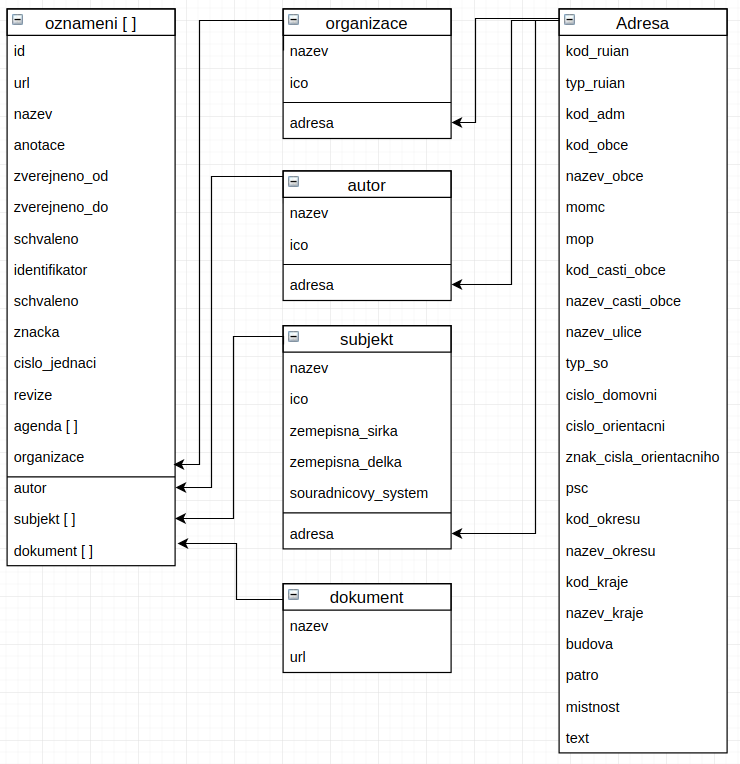 oznameni [ ]
id
url
nazev
anotace
zverejneno_od
zverejneno_do
schvaleno
identifikator
schvaleno
znacka
cislo_jednaci
revize
agenda [ ]
organizace
autor
subjekt [ ]
dokument [ ]
organizace
nazev
ico
adresa
autor
nazev
ico
adresa
subjekt
nazev
ico
zemepisna_sirka
zemepisna_delka
souradnicovy_system
adresa
dokument
nazev
url
Adresa
kod_ruian
typ_ruian
kod_adm
kod_obce
nazev_obce
momc
mop
kod_casti_obce
nazev_casti_obce
nazev_ulice
typ_so
cislo_domovni
cislo_orientacni
znak_cisla_orientacniho
psc
kod_okresu
nazev_okresu
kod_kraje
nazev_kraje
budova
patro
mistnost
text